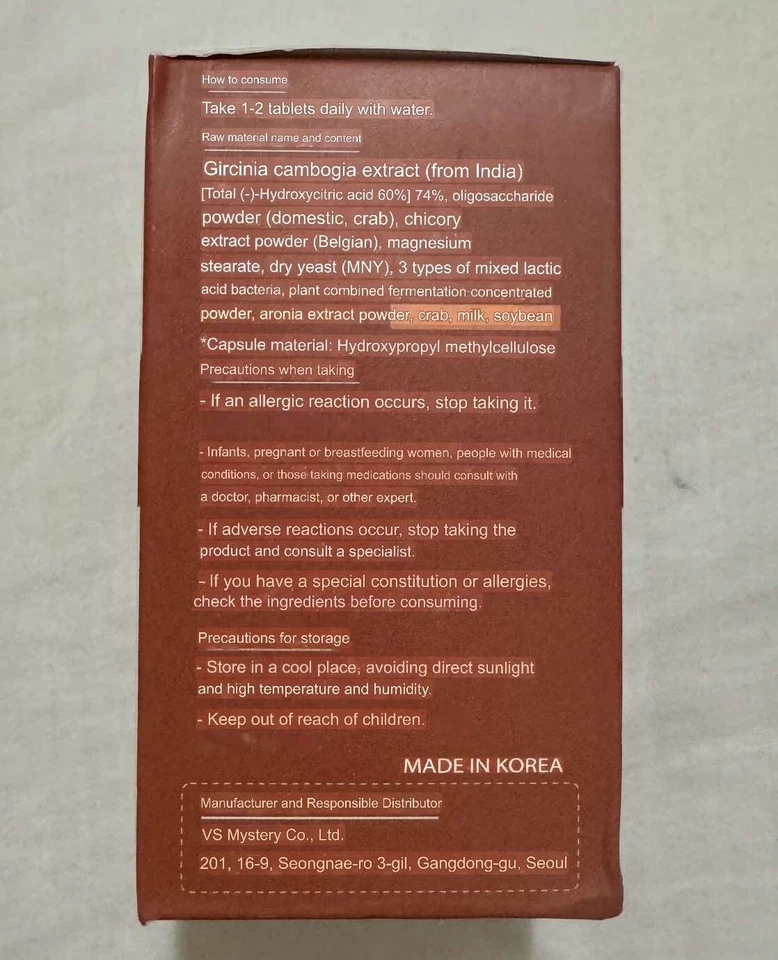 How to consume
Take 1-2 tablets daily with water.
Raw material name and content
Gircinia cambogia extract (from India)
[Total (-)-Hydroxycitric acid 60%] 74%, oligosaccharide
powder (domestic, crab), chicory
extract powder (Belgian), magnesium
stearate, dry yeast (MNY), 3 types of mixed lactic
acid bacteria, plant combined fermentation concentrated
powder, aronia extract powder, crab, milk, soybean
*Capsule material: Hydroxypropyl methylcellulose
Precautions when taking
- If an allergic reaction occurs, stop taking it.
- Infants, pregnant or breastfeeding women, people with medical
conditions, or those taking medications should consult with
a doctor, pharmacist, or other expert.
- If adverse reactions occur, stop taking the
product and consult a specialist.
- If you have a special constitution or allergies,
check the ingredients before consuming.
Precautions for storage
- Store in a cool place, avoiding direct sunlight
and high temperature and humidity.
- Keep out of reach of children.
MADE IN KOREA
Manufacturer and Responsible Distributor
VS Mystery Co., Ltd.
201, 16-9, Seongnae-ro 3-gil, Gangdong-gu, Seoul